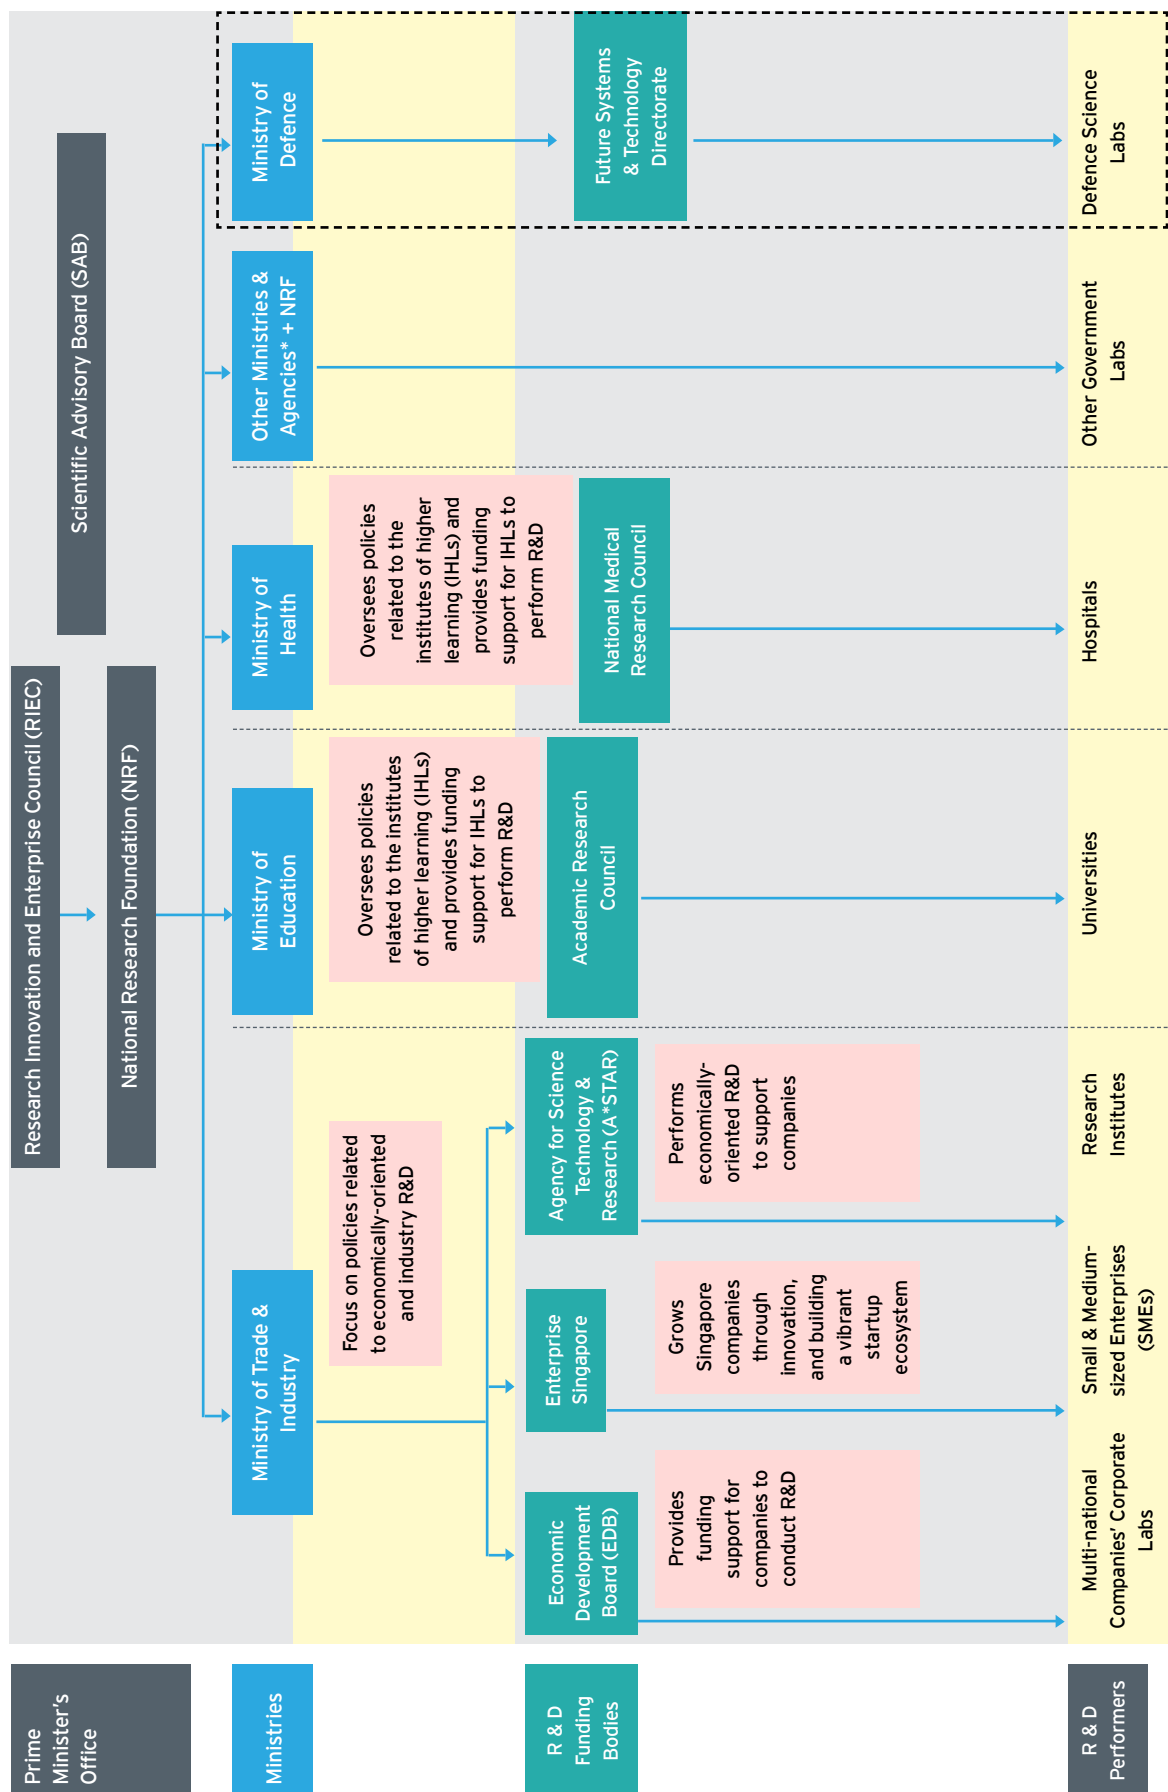 Prime
Minister's
Office
Research Innovation and Enterprise Council (RIEC)
National Research Foundation (NRF)
Scientific Advisory Board (SAB)
Ministries
Ministry of Trade &
Industry
Ministry of
Education
Ministry of
Health
Other Ministries &
Agencies* + NRF
Ministry of
Defence
Focus on policies related
to economically-oriented
and industry R&D
Oversees policies
related to the institutes
of higher learning (IHLs)
and provides funding
support for IHLs to
perform R&D
Oversees policies
related to the
institutes of higher
learning (IHLs) and
provides funding
support for IHLs to
perform R&D
R & D
Funding
Bodies
Economic
Development
Board (EDB)
Enterprise
Singapore
Agency for Science
Technology &
Research (A*STAR)
Academic Research
Council
National Medical
Research Council
Future Systems
& Technology
Directorate
Provides
funding
support for
companies to
conduct R&D
Grows
Singapore
companies
through
innovation,
and building
a vibrant
startup
ecosystem
Performs
economically-
oriented R&D
to support
companies
R & D
Performers
Multi-national
Companies’ Corporate
Labs
Small & Medium-
sized Enterprises
(SMEs)
Research
Institutes
Universities
Hospitals
Other Government
Labs
Defence Science
Labs